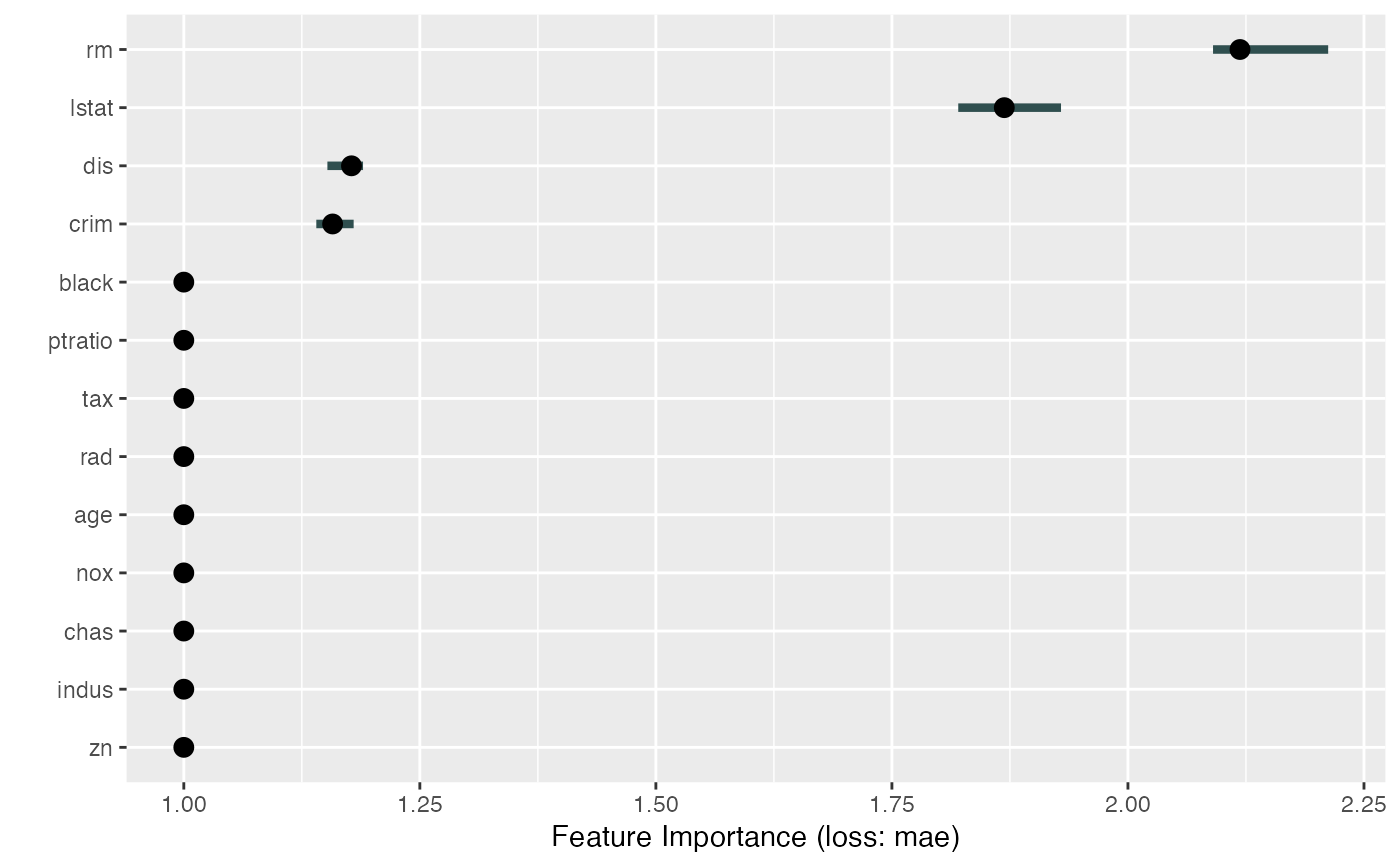 rm
lstat
dis
crim
black
ptratio
tax
rad
age
nox
chas
indus
zn
1.00 1.25 1.50 1.75 2.00 2.25
Feature Importance (loss: mae)